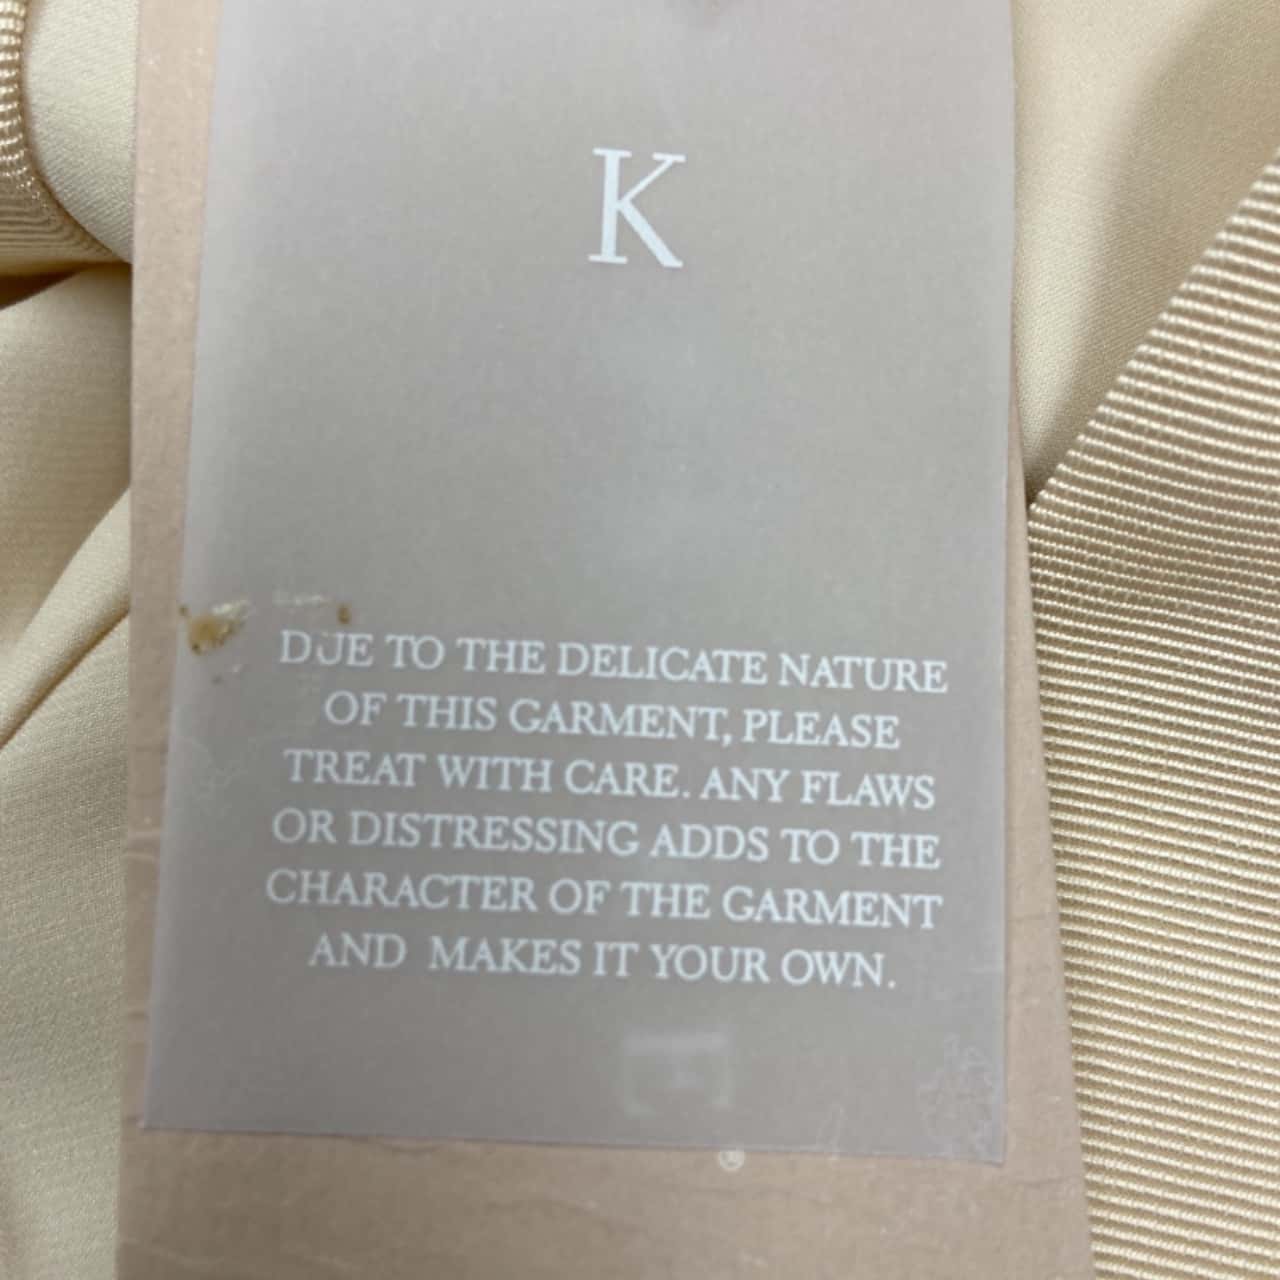 K
DUE TO THE DELICATE NATURE
OF THIS GARMENT, PLEASE
TREAT WITH CARE. ANY FLAWS
OR DISTRESSING ADDS TO THE
CHARACTER OF THE GARMENT
AND MAKES IT YOUR OWN.
®